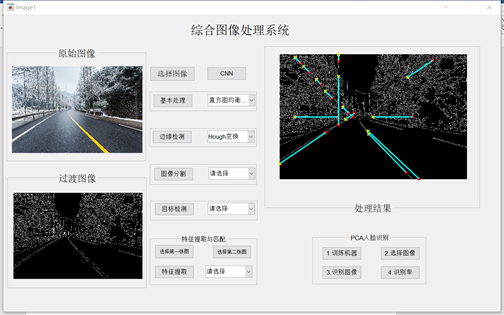 Image1
综合图像处理系统
原始图像
选择图像
CNN
基本处理
直方图均衡...
边缘检测
Hough变换
图像分割
请选择
过渡图像
目标检测
请选择
特征提取与匹配
选择第一张图
选择第二张图
特征提取
请选择
处理结果
PCA人脸识别
1.训练机器
2.选择图像
3.识别图像
4.识别率